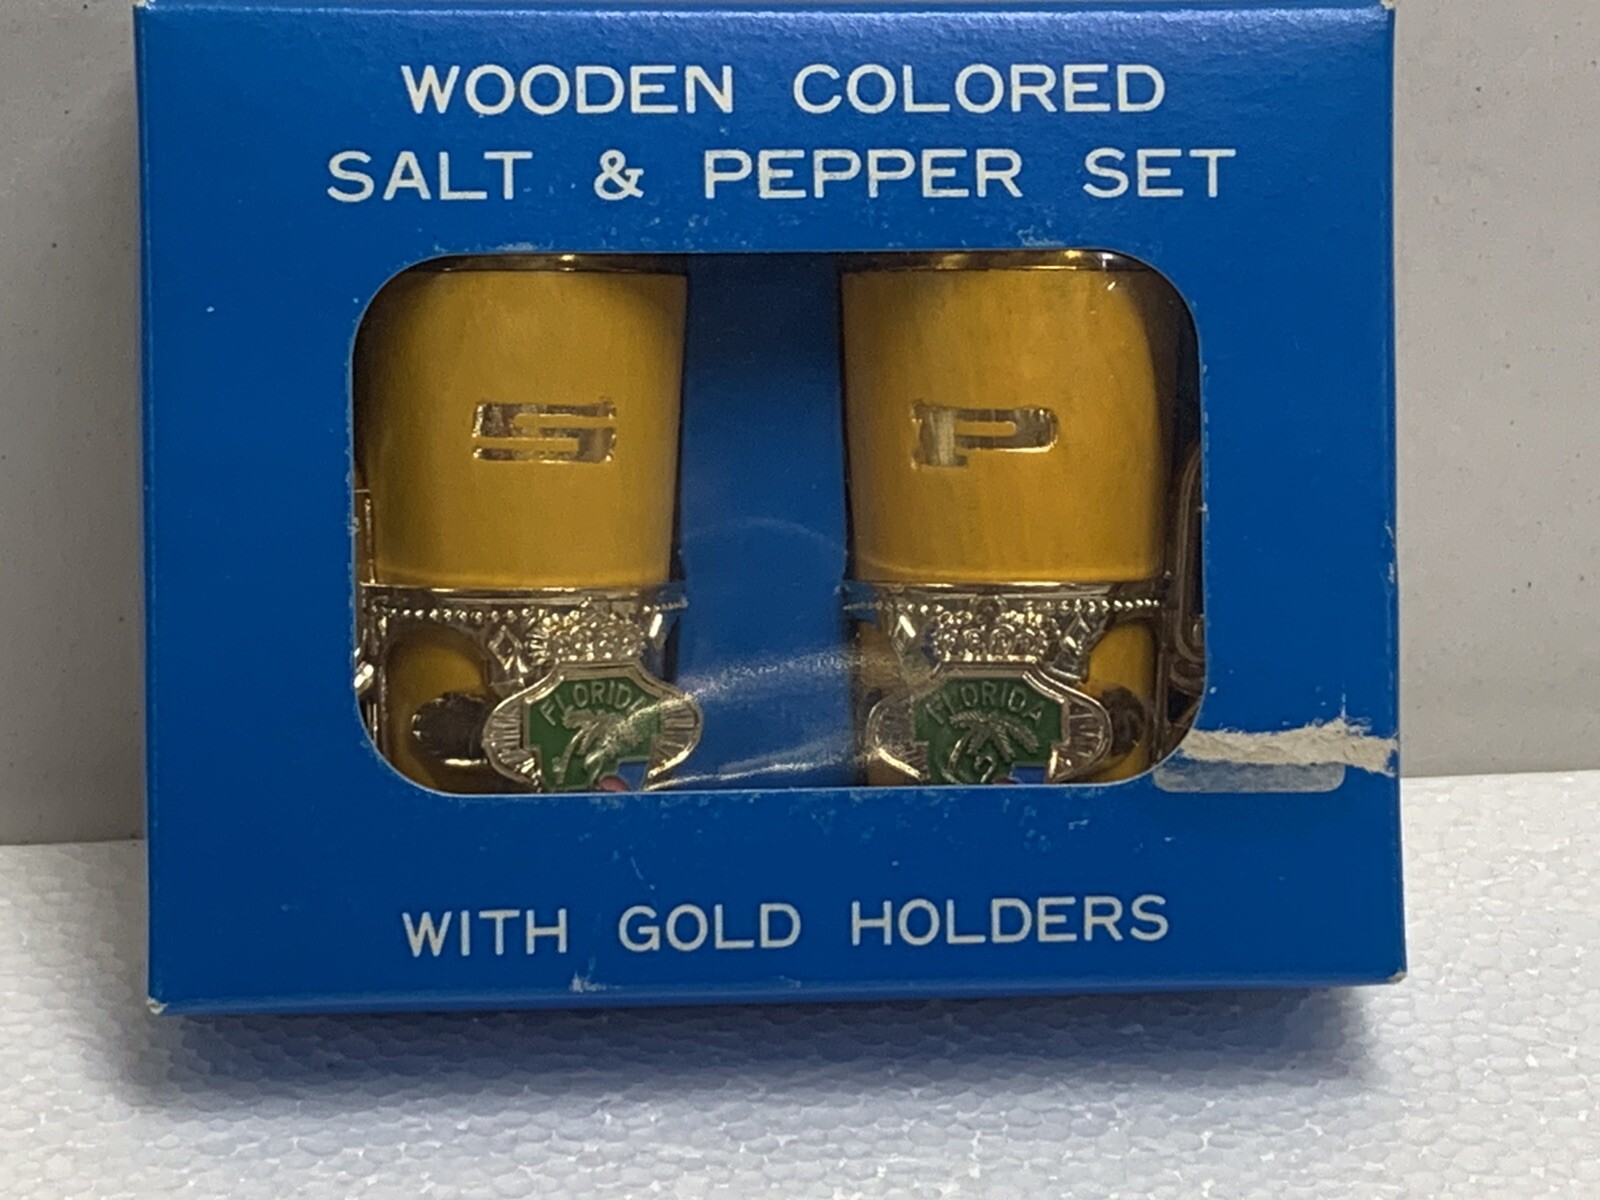 WOODEN COLORED
SALT & PEPPER SET
S P
FLORIDA FLORIDA
WITH GOLD HOLDERS